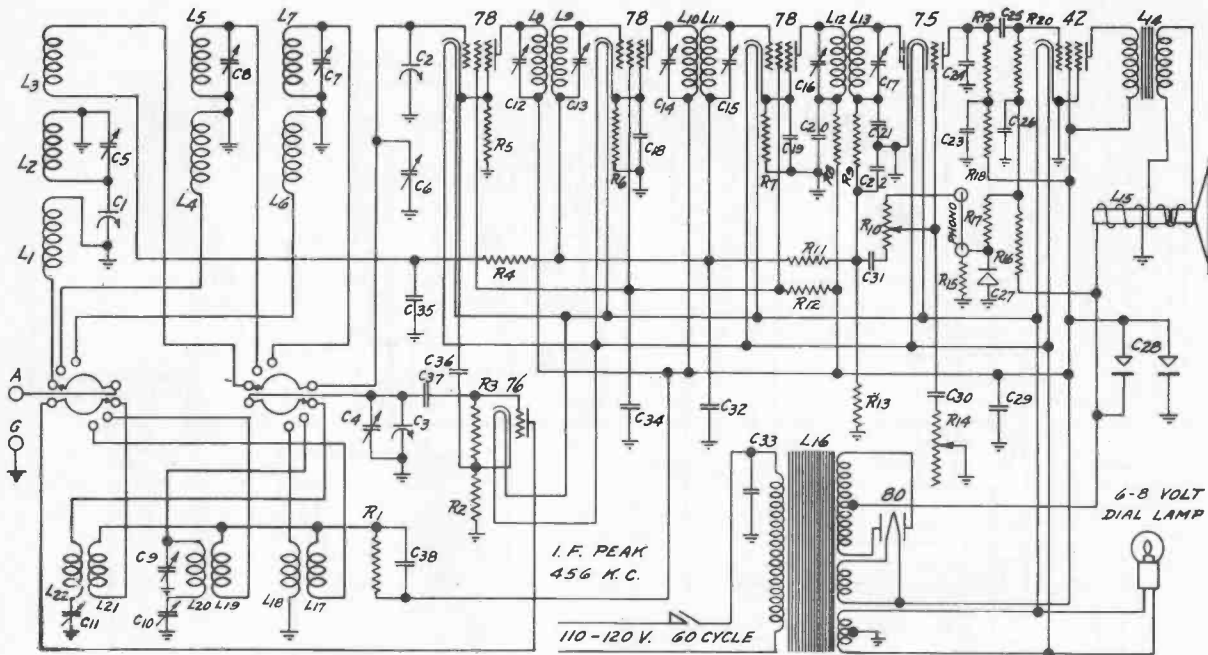 L5 L7 78 L8 L9 78 L10 L11 78 L12 L13 75 R19 C25 R20 42 L14
L3 C8 C7 C2 C12 C13 C14 C15 C16 C17 C24
L2 C5 C6 R5 R6 C18 R7 C19 C20 R8 R9 C21 C22 C23 R18 C26
L1 C1 L4 L6 R10 PHONO R17 L15
R4 R11 C31 R15 R16 C27
C35 R12
C36 C28
A C37 R3 76
C4 C3 C34 C32 R13 C30 C29
G R14
R2 C33 L16 80
6-8 VOLT
DIAL LAMP
R1
I.F. PEAK
456 K.C.
C9 C38
L22 L21 L20 L19 L18 L17
C11 C10
110-120 V. 60 CYCLE